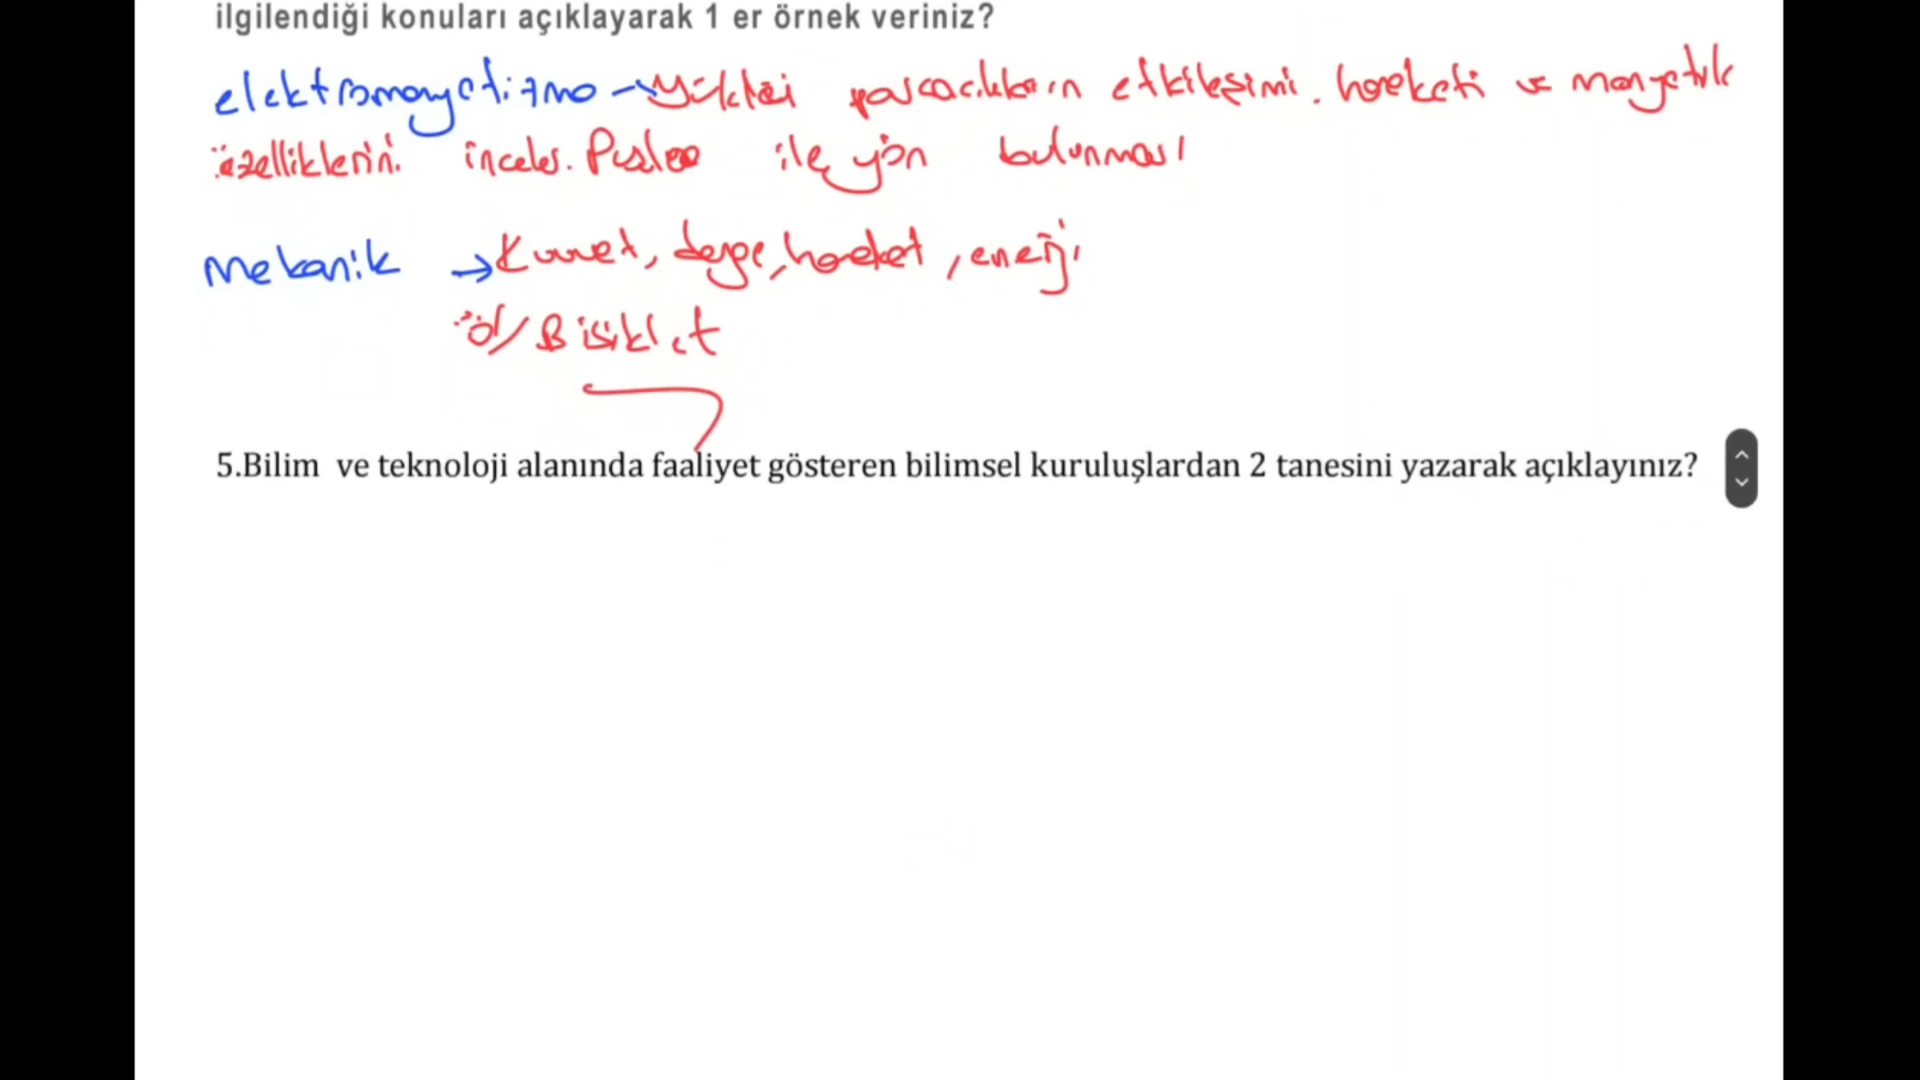 ilgilendiği konuları açıklayarak 1 er örnek veriniz?
elektromanyetizma → yüklü parçacıkların etkileşimi, hareketi ve manyetik
özelliklerini inceler. Pusula ile yön bulunması
Mekanik → Kuvvet, denge, hareket, enerji
ör/ Bisiklet
5.Bilim ve teknoloji alanında faaliyet gösteren bilimsel kuruluşlardan 2 tanesini yazarak açıklayınız?